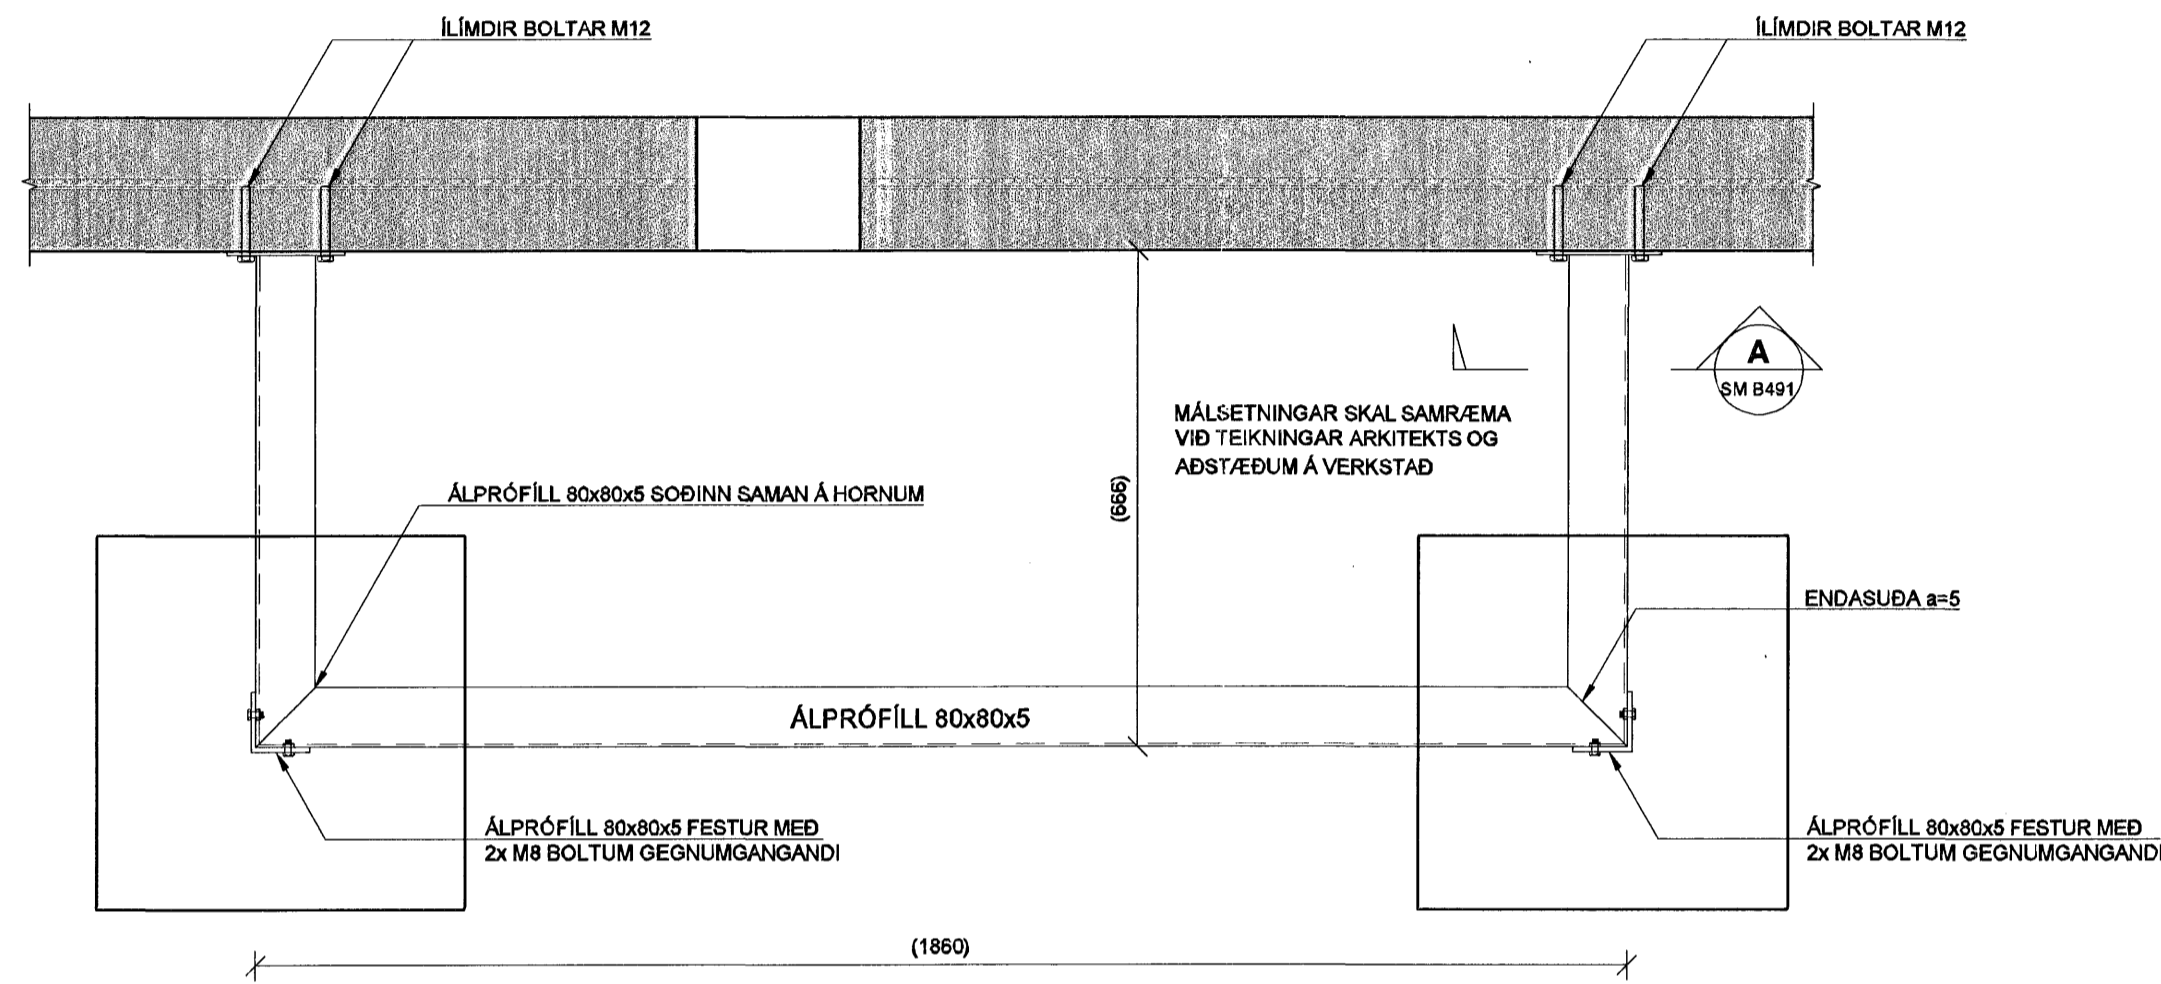 ÍLÍMDIR BOLTAR M12
ÍLÍMDIR BOLTAR M12
A
SM B491
MÁLSETNINGAR SKAL SAMRÆMA
VIÐ TEIKNINGAR ARKITEKTS OG
AÐSTÆÐUM Á VERKSTAÐ
(666)
ÁLPRÓFÍLL 80x80x5 SOÐINN SAMAN Á HORNUM
ENDASUÐA a=5
ÁLPRÓFÍLL 80x80x5
ÁLPRÓFÍLL 80x80x5 FESTUR MEÐ
2x M8 BOLTUM GEGNUMGANGANDI
ÁLPRÓFÍLL 80x80x5 FESTUR MEÐ
2x M8 BOLTUM GEGNUMGANGANDI
(1860)